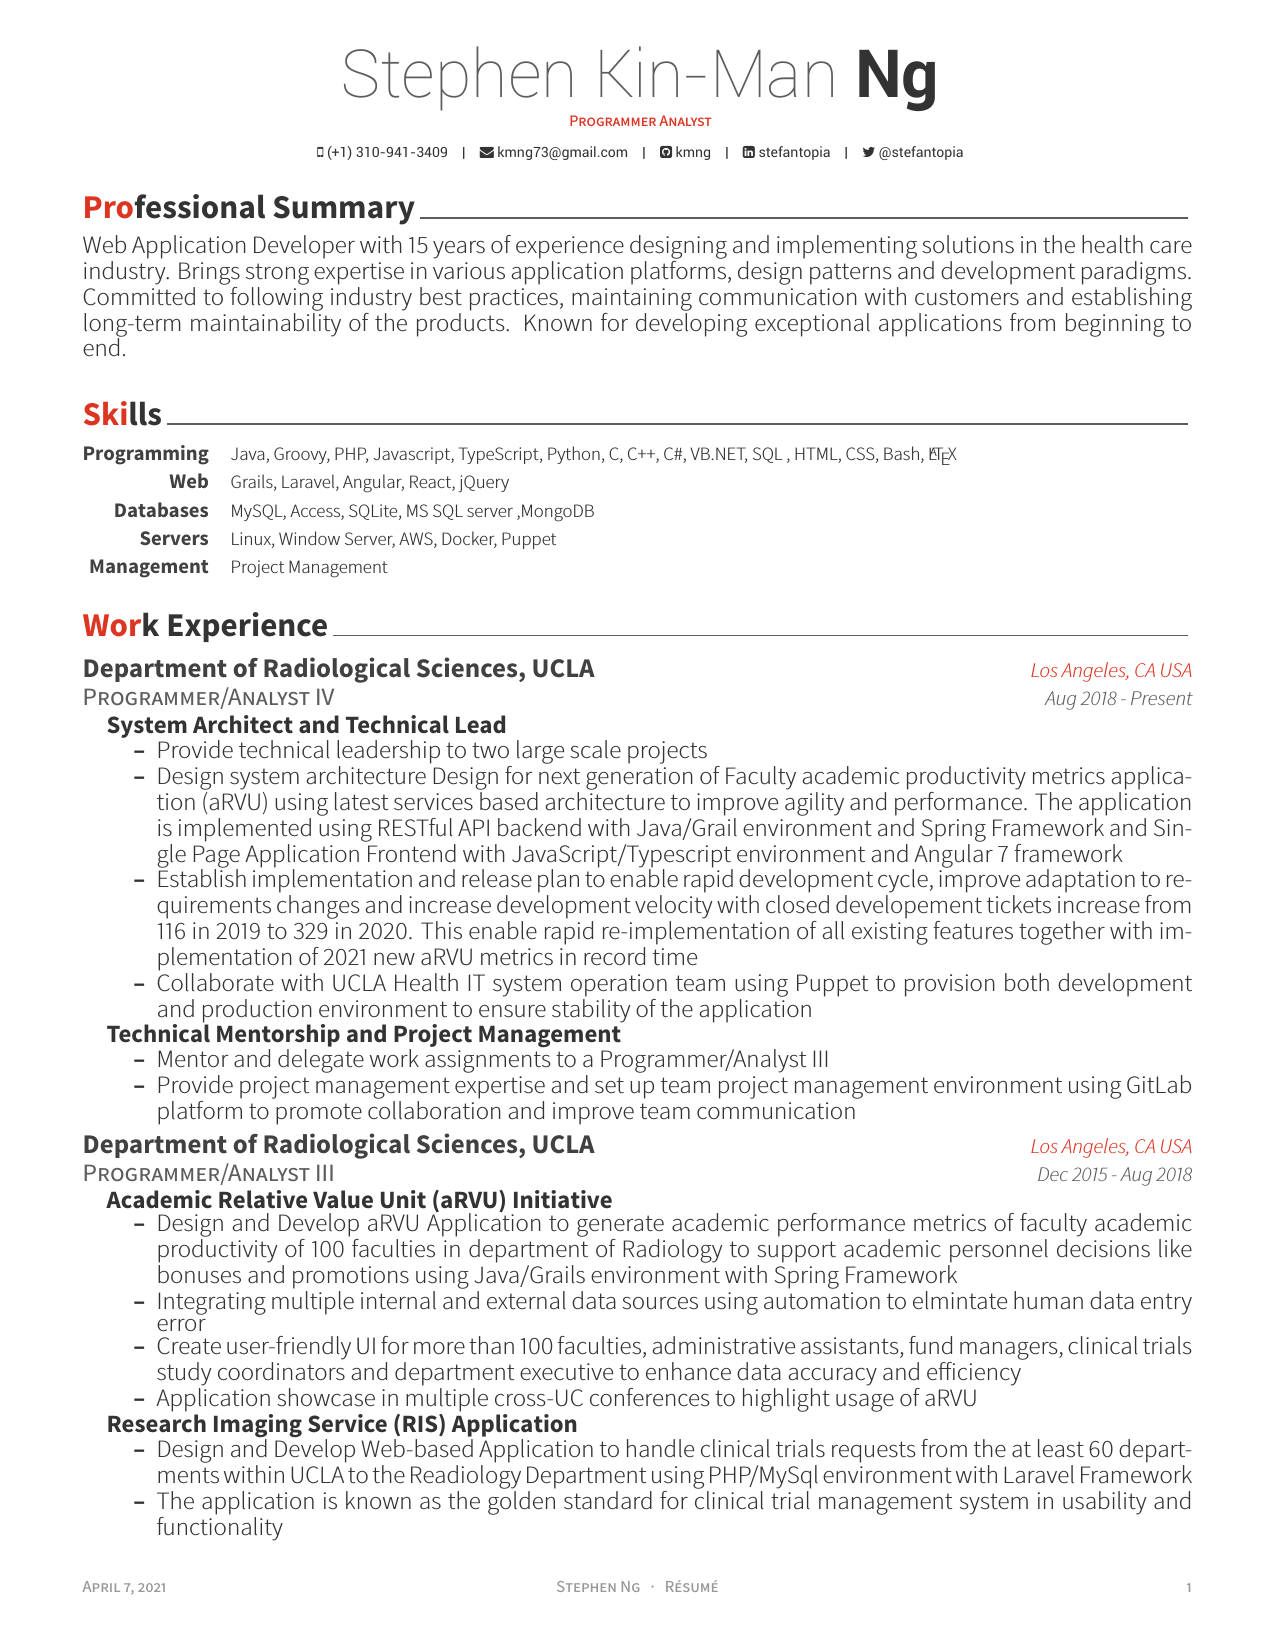 Stephen Kin-Man Ng
Programmer Analyst
(+1) 310-941-3409 | kmng73@gmail.com | kmng | stefantopia | @stefantopia
Professional Summary
Web Application Developer with 15 years of experience designing and implementing solutions in the health care
industry. Brings strong expertise in various application platforms, design patterns and development paradigms.
Committed to following industry best practices, maintaining communication with customers and establishing
long-term maintainability of the products. Known for developing exceptional applications from beginning to
end.
Skills
Programming Java, Groovy, PHP, Javascript, TypeScript, Python, C, C++, C#, VB.NET, SQL , HTML, CSS, Bash, LATEX
Web Grails, Laravel, Angular, React, jQuery
Databases MySQL, Access, SQLite, MS SQL server ,MongoDB
Servers Linux, Window Server, AWS, Docker, Puppet
Management Project Management
Work Experience
Department of Radiological Sciences, UCLA Los Angeles, CA USA
Programmer/Analyst IV Aug 2018 - Present
System Architect and Technical Lead
– Provide technical leadership to two large scale projects
– Design system architecture Design for next generation of Faculty academic productivity metrics applica-
tion (aRVU) using latest services based architecture to improve agility and performance. The application
is implemented using RESTful API backend with Java/Grail environment and Spring Framework and Sin-
gle Page Application Frontend with JavaScript/Typescript environment and Angular 7 framework
– Establish implementation and release plan to enable rapid development cycle, improve adaptation to re-
quirements changes and increase development velocity with closed developement tickets increase from
116 in 2019 to 329 in 2020. This enable rapid re-implementation of all existing features together with im-
plementation of 2021 new aRVU metrics in record time
– Collaborate with UCLA Health IT system operation team using Puppet to provision both development
and production environment to ensure stability of the application
Technical Mentorship and Project Management
– Mentor and delegate work assignments to a Programmer/Analyst III
– Provide project management expertise and set up team project management environment using GitLab
platform to promote collaboration and improve team communication
Department of Radiological Sciences, UCLA Los Angeles, CA USA
Programmer/Analyst III Dec 2015 - Aug 2018
Academic Relative Value Unit (aRVU) Initiative
– Design and Develop aRVU Application to generate academic performance metrics of faculty academic
productivity of 100 faculties in department of Radiology to support academic personnel decisions like
bonuses and promotions using Java/Grails environment with Spring Framework
– Integrating multiple internal and external data sources using automation to elmintate human data entry
error
– Create user-friendly UI for more than 100 faculties, administrative assistants, fund managers, clinical trials
study coordinators and department executive to enhance data accuracy and efficiency
– Application showcase in multiple cross-UC conferences to highlight usage of aRVU
Research Imaging Service (RIS) Application
– Design and Develop Web-based Application to handle clinical trials requests from the at least 60 depart-
ments within UCLA to the Readiology Department using PHP/MySql environment with Laravel Framework
– The application is known as the golden standard for clinical trial management system in usability and
functionality
April 7, 2021 Stephen Ng · Résumé 1